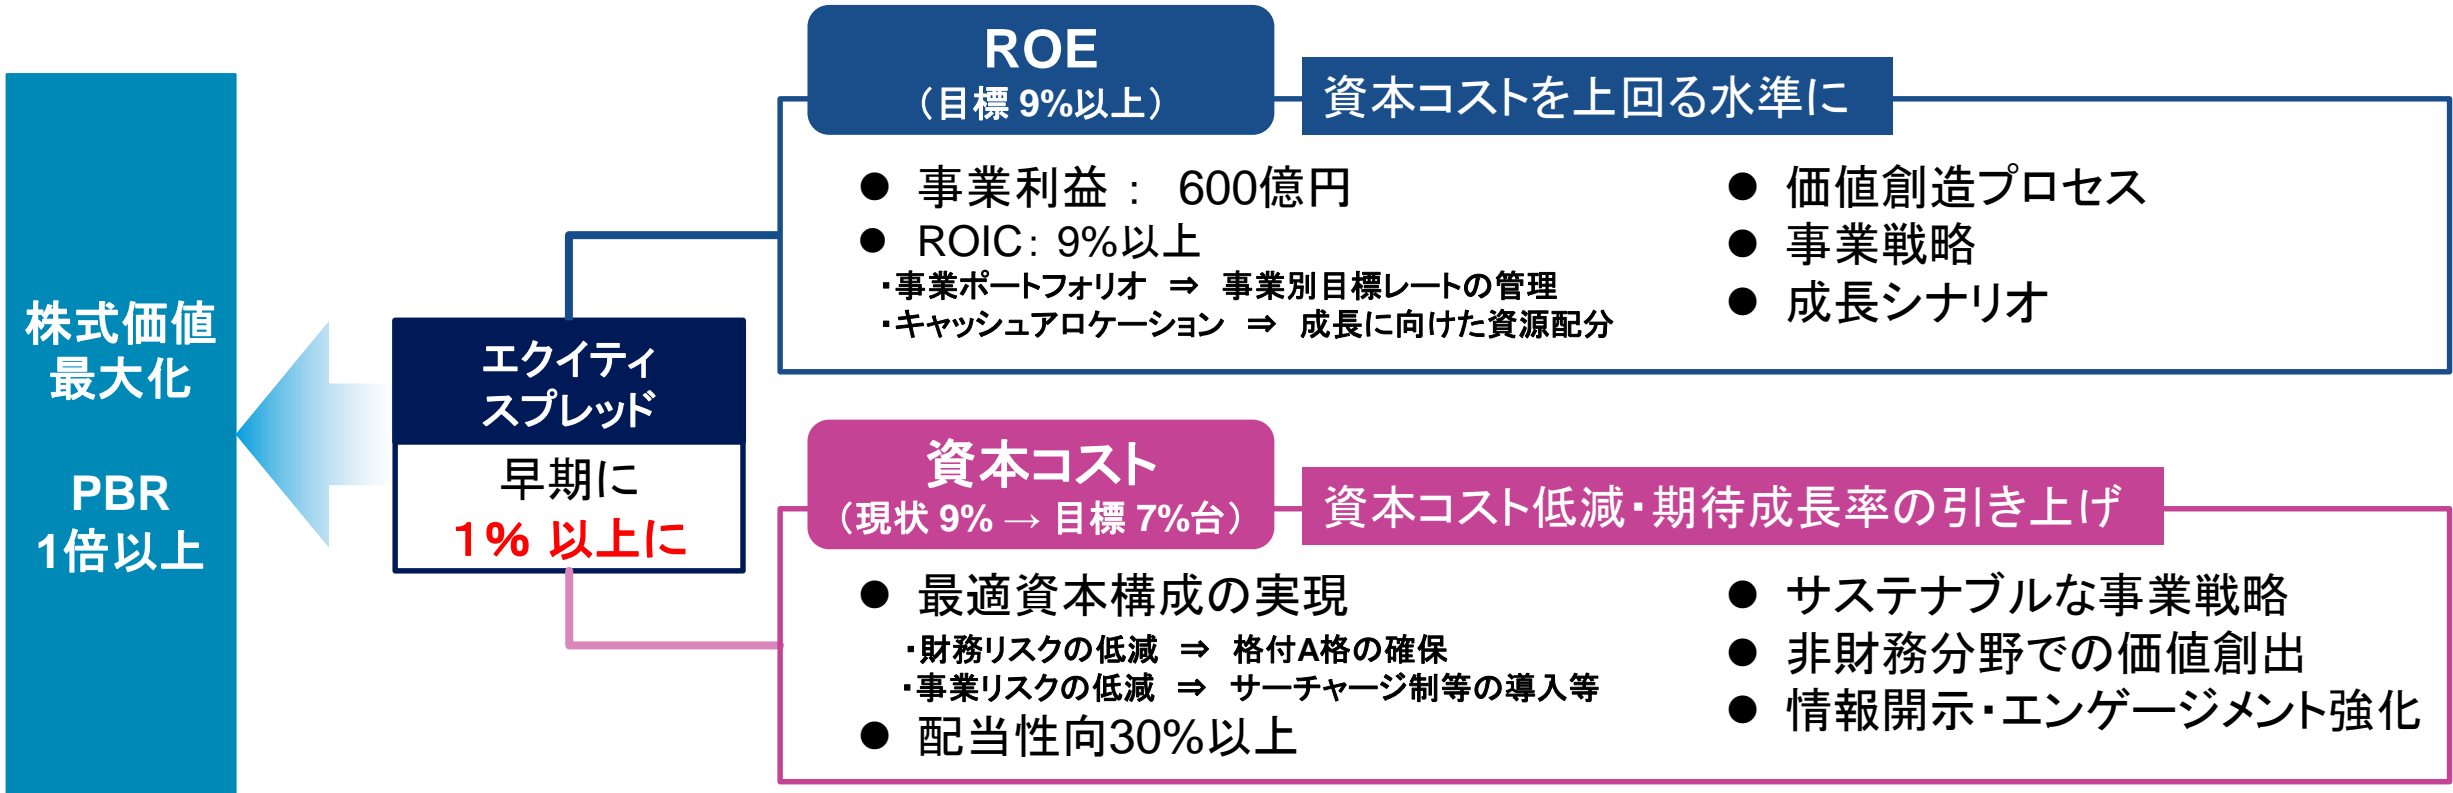 株式価値
最大化
PBR
1倍以上
エクイティ
スプレッド
早期に
1% 以上に
ROE
（目標 9%以上）
資本コストを上回る水準に
● 事業利益： 600億円
● ROIC：9%以上
・事業ポートフォリオ ⇒ 事業別目標レートの管理
・キャッシュアロケーション ⇒ 成長に向けた資源配分
● 価値創造プロセス
● 事業戦略
● 成長シナリオ
資本コスト
（現状 9% → 目標 7%台）
資本コスト低減・期待成長率の引き上げ
● 最適資本構成の実現
・財務リスクの低減 ⇒ 格付A格の確保
・事業リスクの低減 ⇒ サーチャージ制等の導入等
● 配当性向30%以上
● サステナブルな事業戦略
● 非財務分野での価値創出
● 情報開示・エンゲージメント強化